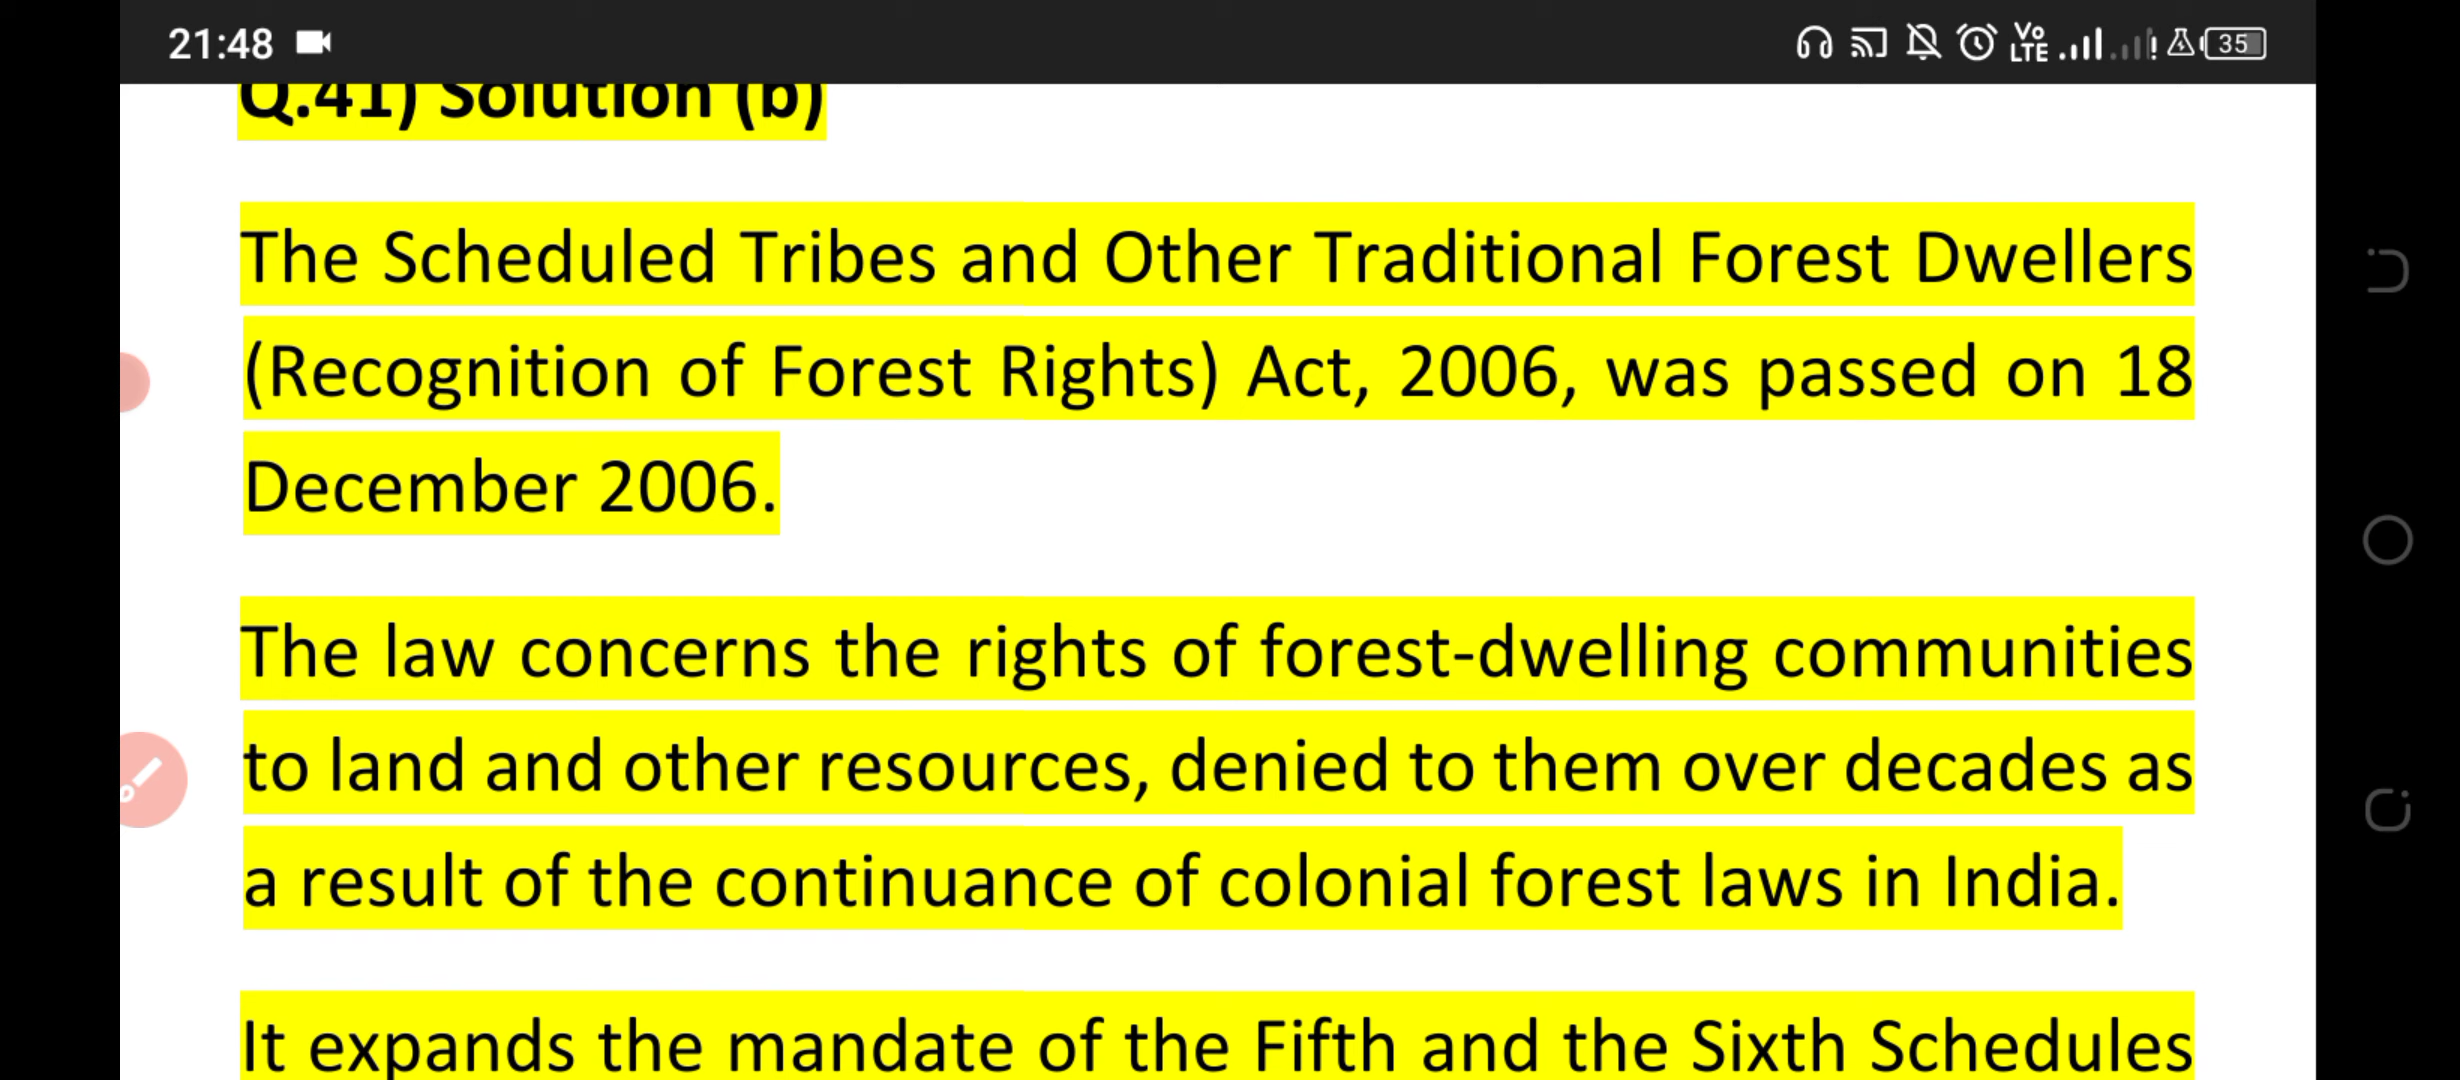 21:48 Vo LTE 35
Q.41) Solution (b)
The Scheduled Tribes and Other Traditional Forest Dwellers
(Recognition of Forest Rights) Act, 2006, was passed on 18
December 2006.
The law concerns the rights of forest-dwelling communities
to land and other resources, denied to them over decades as
a result of the continuance of colonial forest laws in India.
It expands the mandate of the Fifth and the Sixth Schedules